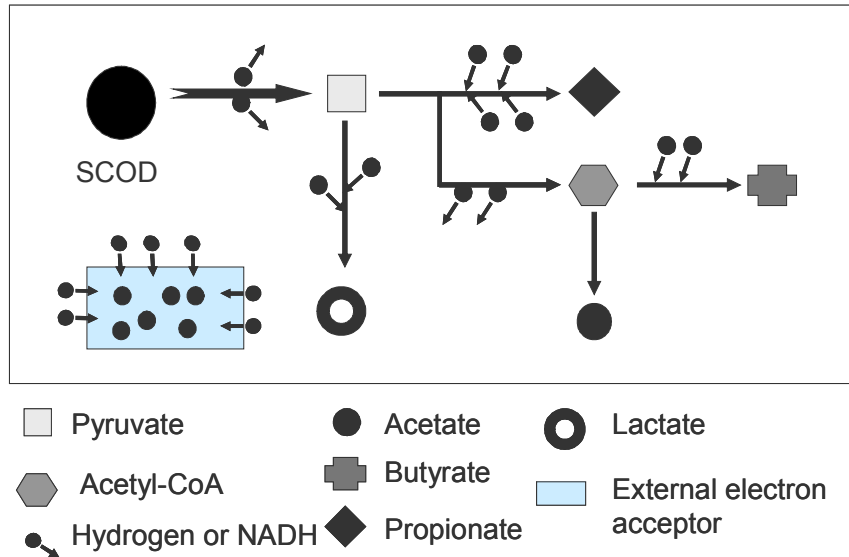 SCOD
Pyruvate
Acetate
Lactate
Acetyl-CoA
Butyrate
External electron
acceptor
Hydrogen or NADH
Propionate